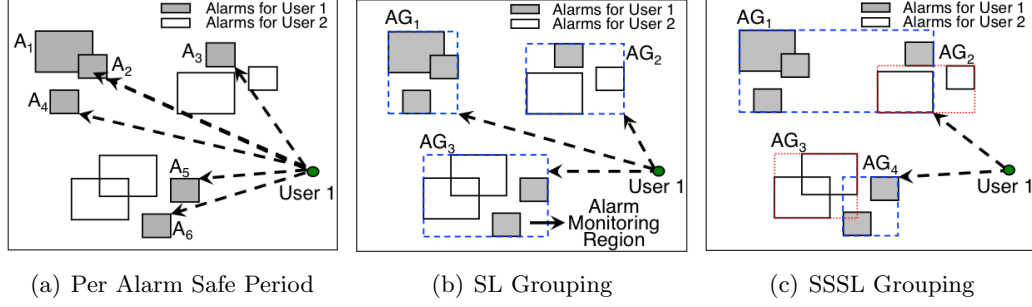 Alarms for User 1
Alarms for User 2
A1
A2
A3
A4
A5
A6
User 1
(a) Per Alarm Safe Period
Alarms for User 1
Alarms for User 2
AG1
AG2
AG3
User 1
Alarm
Monitoring
Region
(b) SL Grouping
Alarms for User 1
Alarms for User 2
AG1
AG2
AG3
AG4
User 1
(c) SSSL Grouping